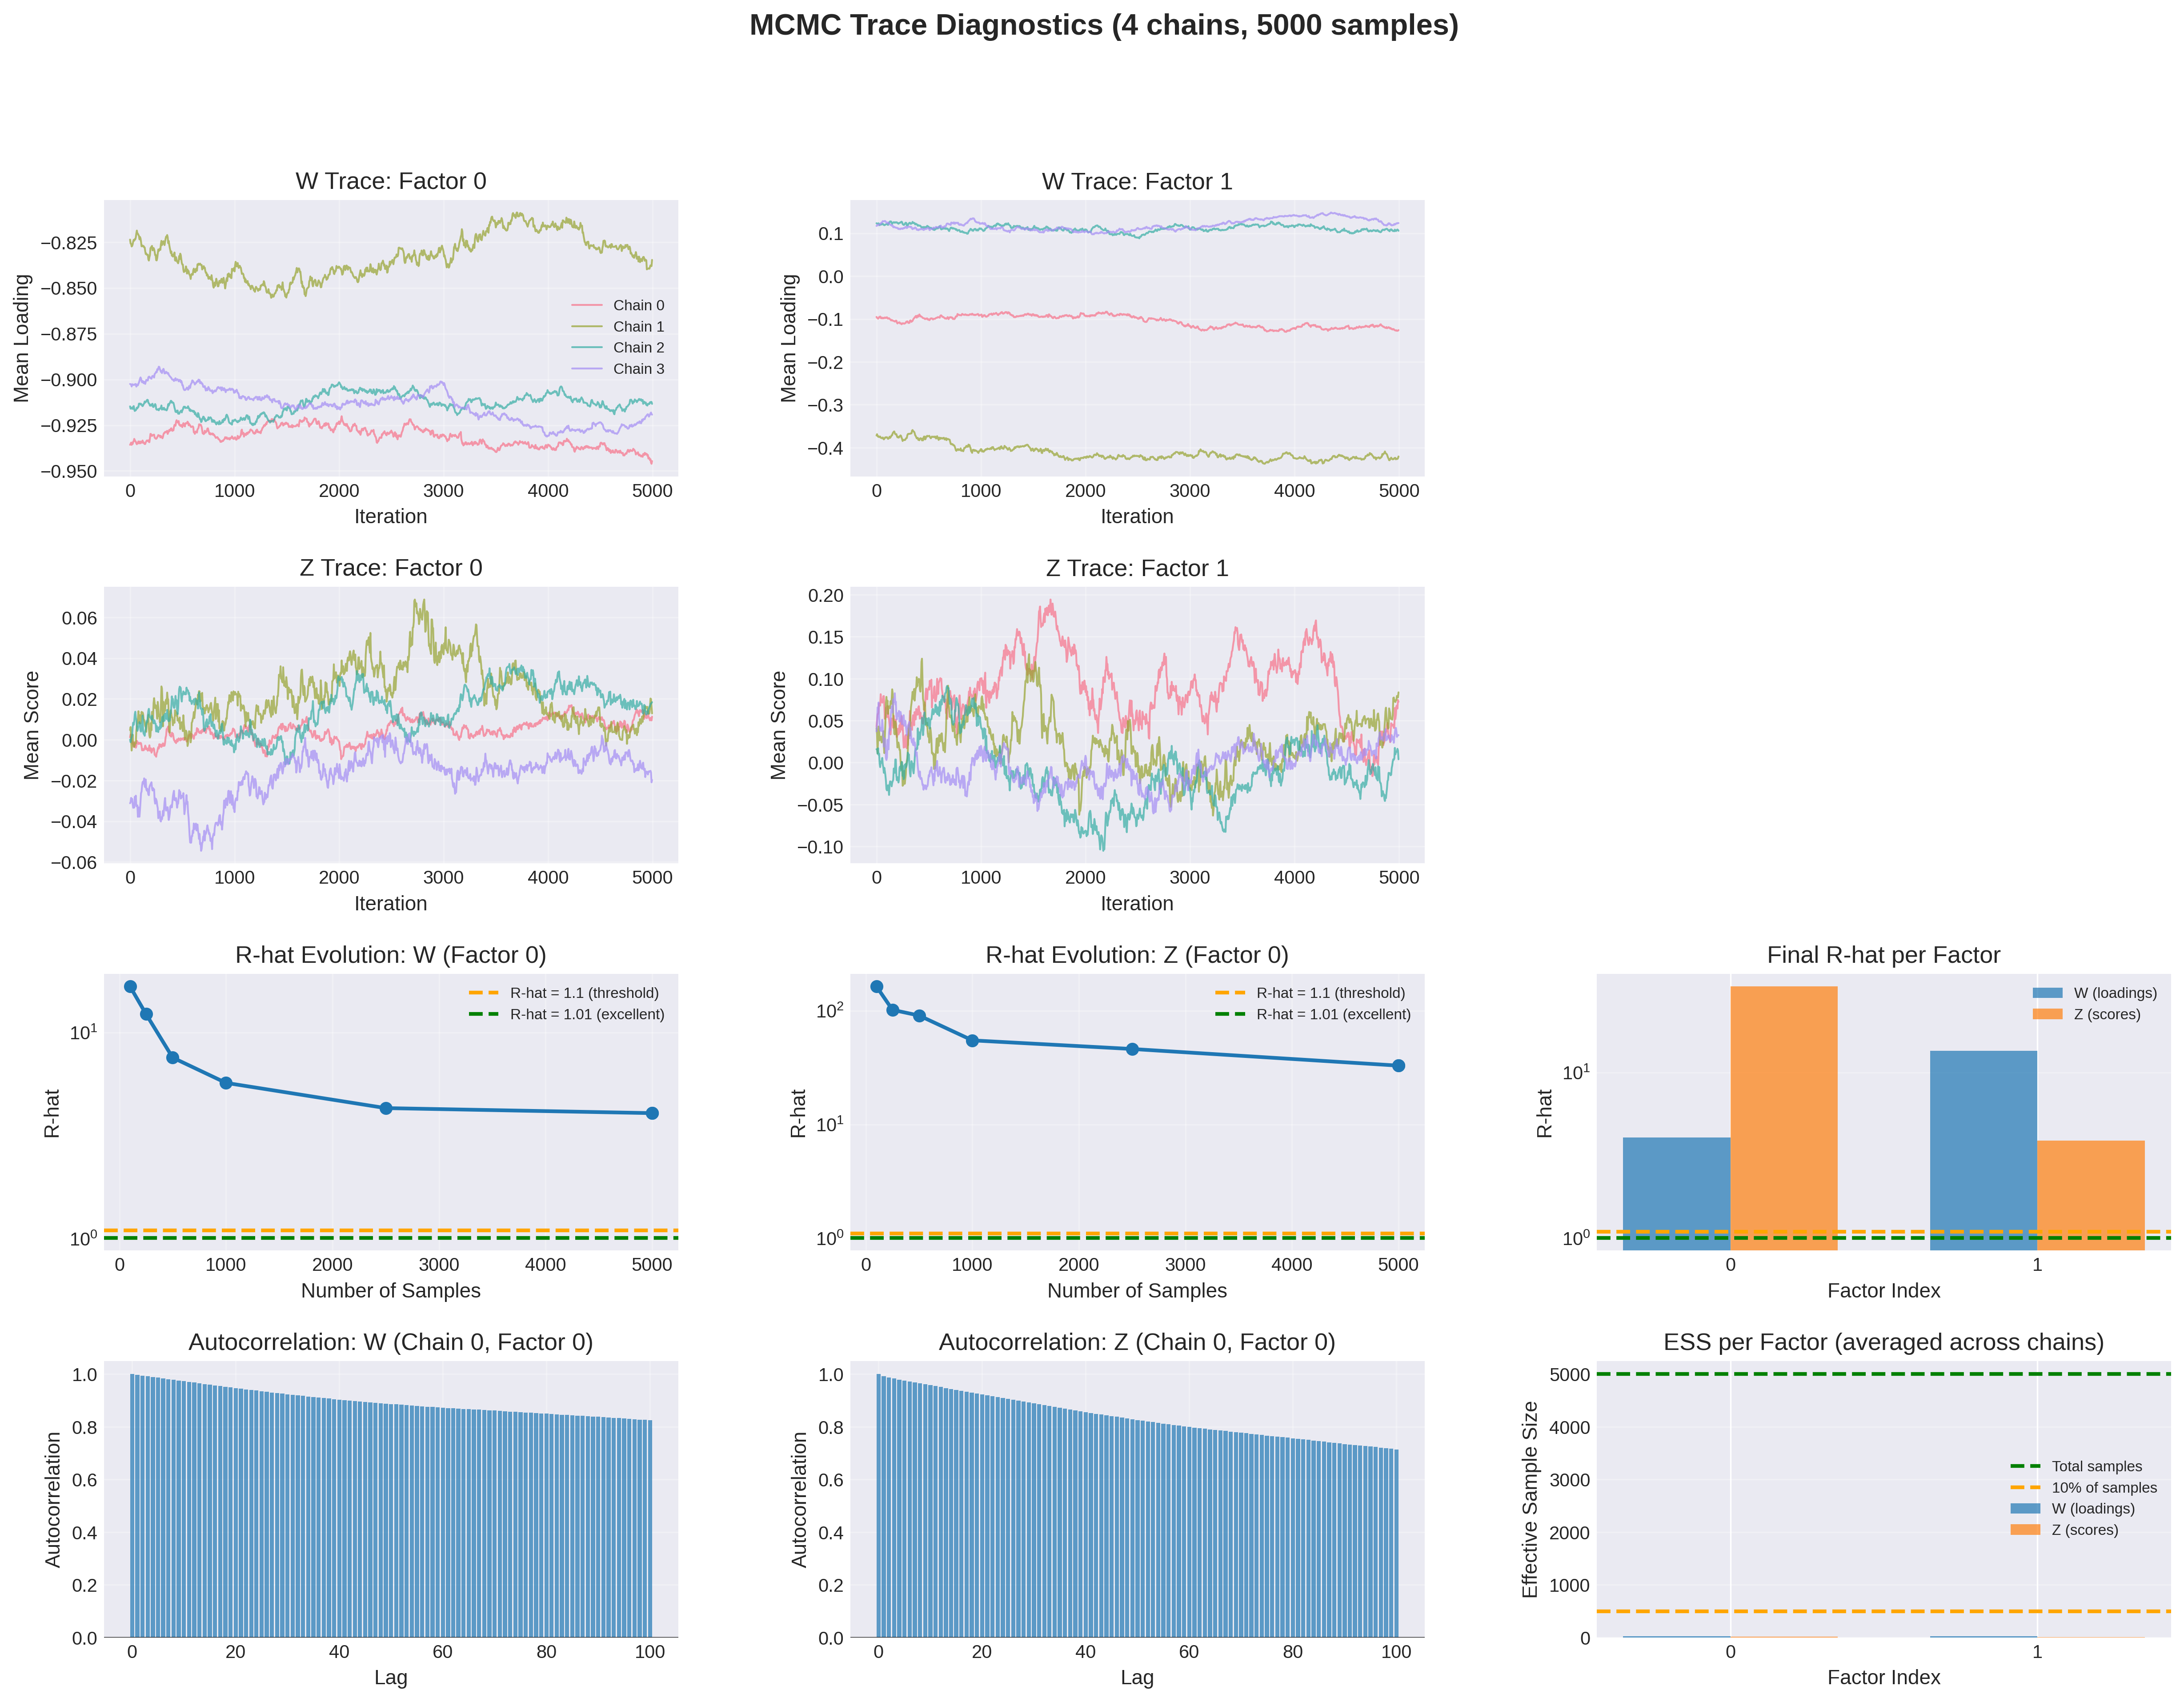 MCMC Trace Diagnostics (4 chains, 5000 samples)
W Trace: Factor 0
Mean Loading
−0.825
−0.850
−0.875
−0.900
−0.925
−0.950
Chain 0
Chain 1
Chain 2
Chain 3
0 1000 2000 3000 4000 5000
Iteration
W Trace: Factor 1
Mean Loading
0.1
0.0
−0.1
−0.2
−0.3
−0.4
0 1000 2000 3000 4000 5000
Iteration
Z Trace: Factor 0
Mean Score
0.06
0.04
0.02
0.00
−0.02
−0.04
−0.06
0 1000 2000 3000 4000 5000
Iteration
Z Trace: Factor 1
Mean Score
0.20
0.15
0.10
0.05
0.00
−0.05
−0.10
0 1000 2000 3000 4000 5000
Iteration
R-hat Evolution: W (Factor 0)
R-hat
10¹
10⁰
R-hat = 1.1 (threshold)
R-hat = 1.01 (excellent)
0 1000 2000 3000 4000 5000
Number of Samples
R-hat Evolution: Z (Factor 0)
R-hat
10²
10¹
10⁰
R-hat = 1.1 (threshold)
R-hat = 1.01 (excellent)
0 1000 2000 3000 4000 5000
Number of Samples
Final R-hat per Factor
R-hat
10¹
10⁰
W (loadings)
Z (scores)
0 1
Factor Index
Autocorrelation: W (Chain 0, Factor 0)
Autocorrelation
1.0
0.8
0.6
0.4
0.2
0.0
0 20 40 60 80 100
Lag
Autocorrelation: Z (Chain 0, Factor 0)
Autocorrelation
1.0
0.8
0.6
0.4
0.2
0.0
0 20 40 60 80 100
Lag
ESS per Factor (averaged across chains)
Effective Sample Size
5000
4000
3000
2000
1000
0
Total samples
10% of samples
W (loadings)
Z (scores)
0 1
Factor Index